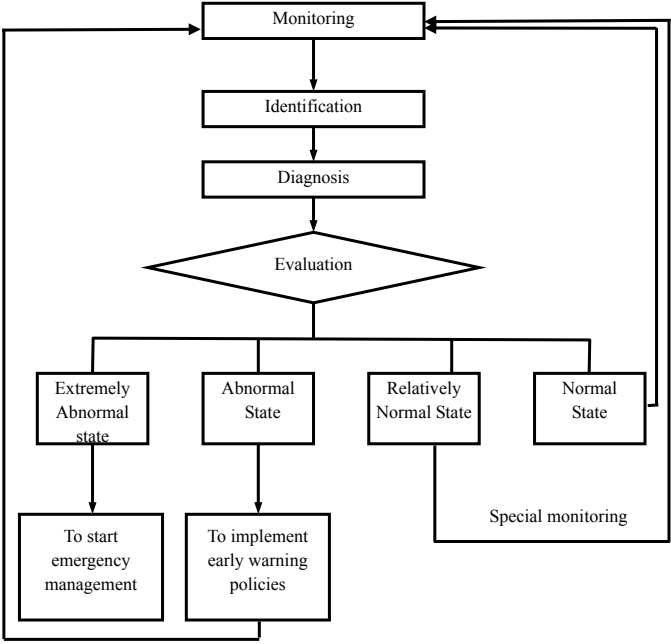 Monitoring
Identification
Diagnosis
Evaluation
Extremely
Abnormal
state
Abnormal
State
Relatively
Normal State
Normal
State
To start
emergency
management
To implement
early warning
policies
Special monitoring